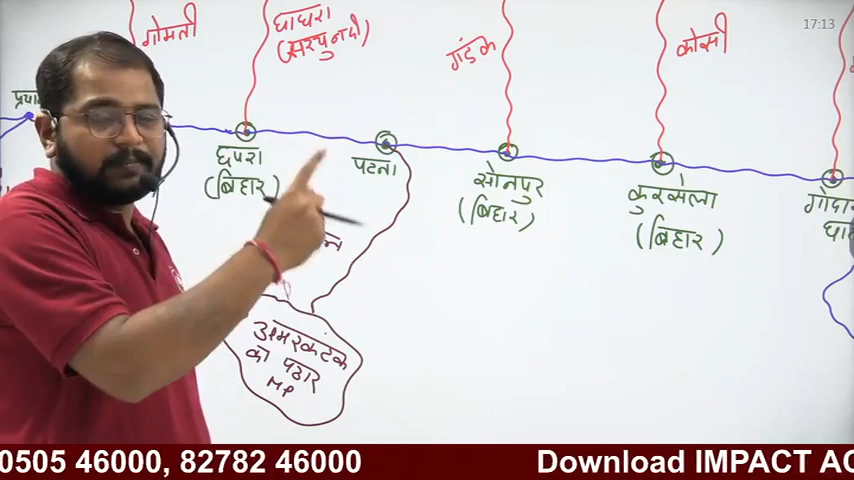 17:13
गोमती
घाघरा
(सरयु नदी)
गंडक
कोसी
छपरा
(बिहार)
पटना
सोनपुर
(बिहार)
कुरसेला
(बिहार)
अमरकंटक
का पठार
MP
0505 46000, 82782 46000
Download IMPACT AC